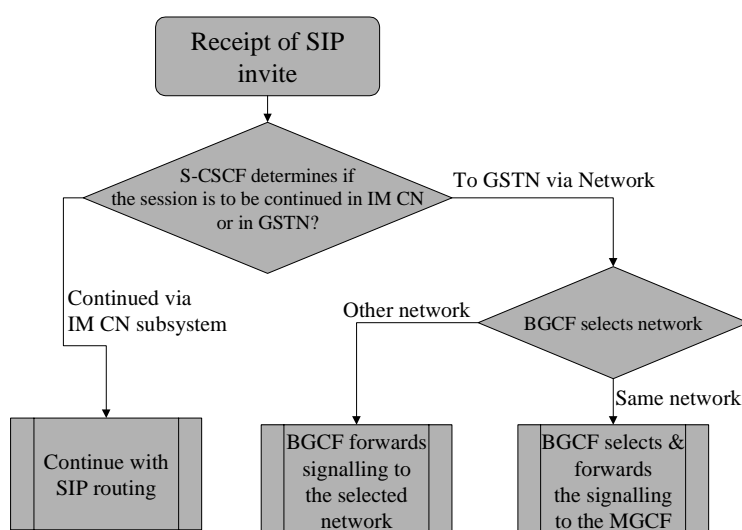 Receipt of SIP
invite
S-CSCF determines if
the session is to be continued in IM CN
or in GSTN?
To GSTN via Network
Continued via
IM CN subsystem
Other network
BGCF selects network
Same network
Continue with
SIP routing
BGCF forwards
signalling to
the selected
network
BGCF selects &
forwards
the signalling
to the MGCF